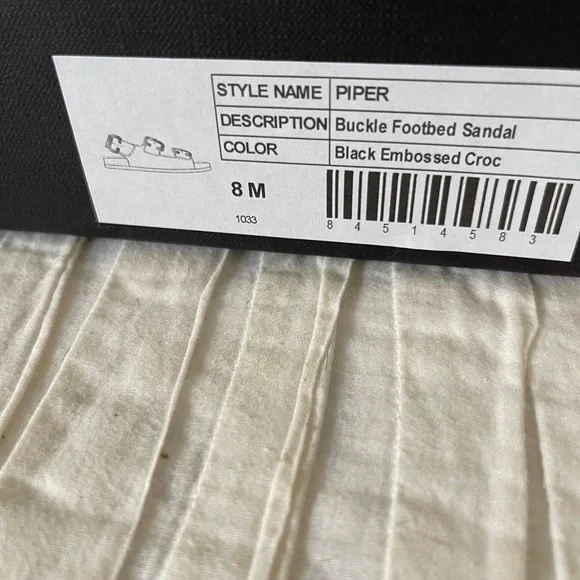 STYLE NAME PIPER
DESCRIPTION Buckle Footbed Sandal
COLOR Black Embossed Croc
8 M
1033
8 4 5 1 4 5 8 3